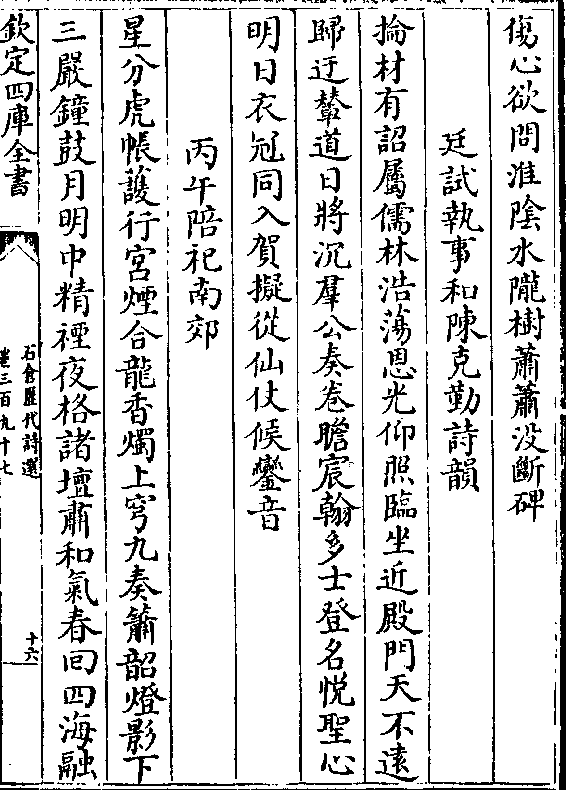 傷心欲問淮陰水隴樹蕭蕭没斷碑
廷試執事和陳克勤詩韻
掄材有詔屬儒林浩蕩恩光仰照臨坐近殿門天不遠
歸迂輦道日將沉羣公奏卷瞻宸翰多士登名悅聖心
明日衣冠同入賀擬從仙仗候鑾音
丙午陪祀南郊
星分虎帳護行宮煙合龍香燭上穹九奏簫韶燈影下
三嚴鐘鼓月明中精禋夜格諸壇肅和氣春回四海融
欽定四庫全書
石倉歷代詩選
卷三百九十七
十六